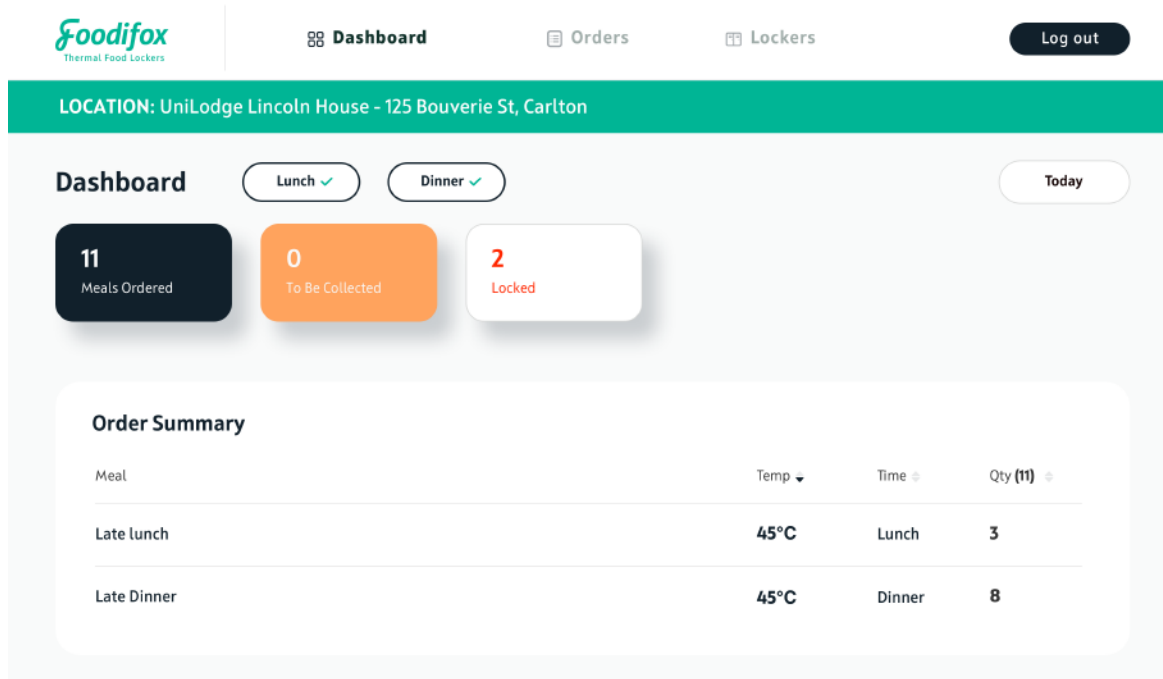 Foodifox
Thermal Food Lockers
Dashboard
Orders
Lockers
Log out
LOCATION: UniLodge Lincoln House - 125 Bouverie St, Carlton
Dashboard
Lunch
Dinner
Today
11
Meals Ordered
0
To Be Collected
2
Locked
Order Summary
Meal Temp Time Qty (11)
Late lunch 45°C Lunch 3
Late Dinner 45°C Dinner 8